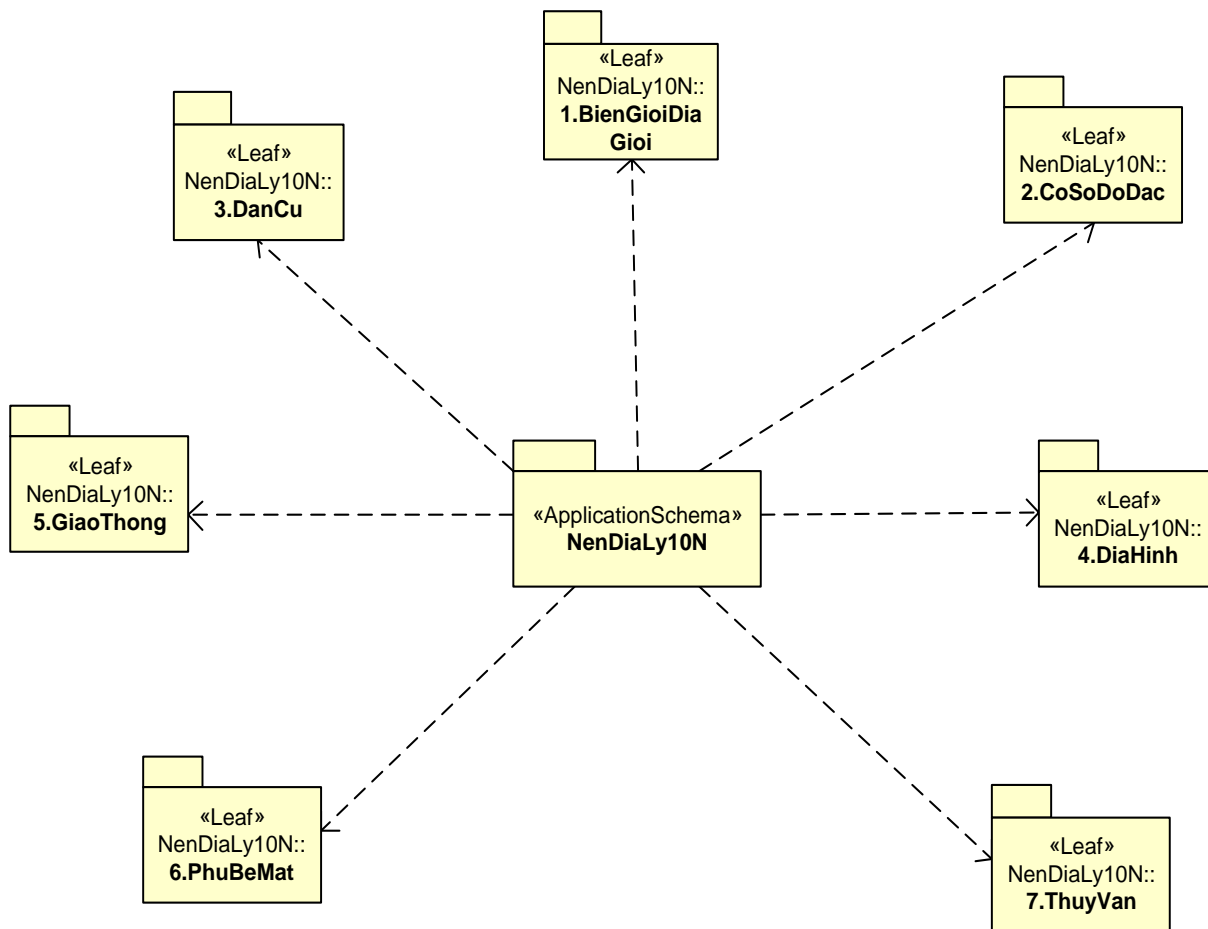 «Leaf»
NenDiaLy10N::
1.BienGioiDia
Gioi
«Leaf»
NenDiaLy10N::
2.CoSoDoDac
«Leaf»
NenDiaLy10N::
3.DanCu
«Leaf»
NenDiaLy10N::
5.GiaoThong
«ApplicationSchema»
NenDiaLy10N
«Leaf»
NenDiaLy10N::
4.DiaHinh
«Leaf»
NenDiaLy10N::
6.PhuBeMat
«Leaf»
NenDiaLy10N::
7.ThuyVan